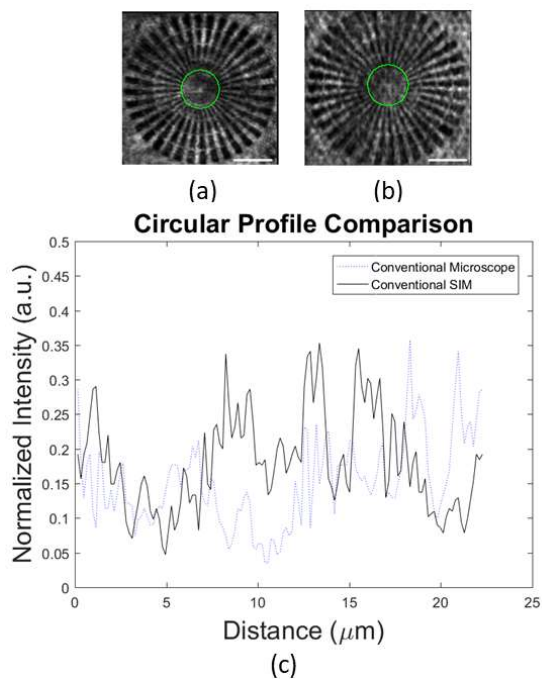 (a)
(b)
Circular Profile Comparison
0.5
0.45
0.4
0.35
0.3
0.25
0.2
0.15
0.1
0.05
0
Normalized Intensity (a.u.)
Conventional Microscope
Conventional SIM
0
5
10
15
20
25
Distance (μm)
(c)